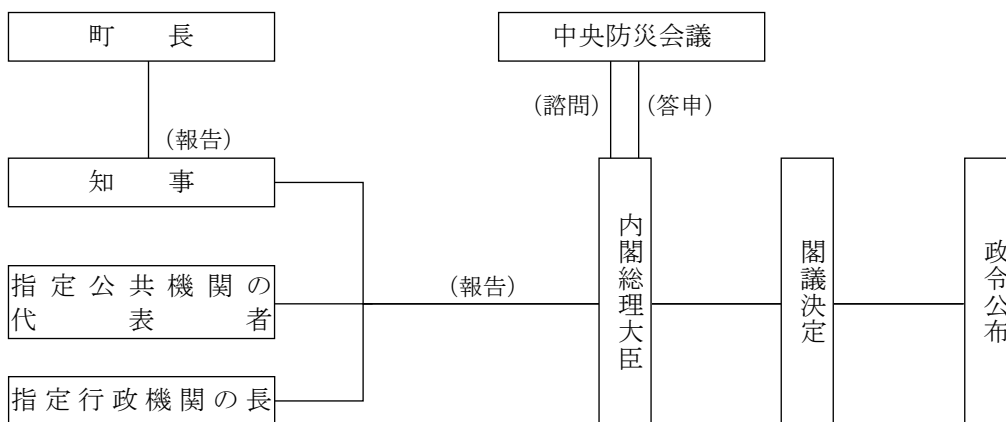 町　　長
中央防災会議
（諮問）
（答申）
（報告）
知　　事
指定公共機関の
代表者
指定行政機関の長
（報告）
内閣総理大臣
閣議決定
政令公布